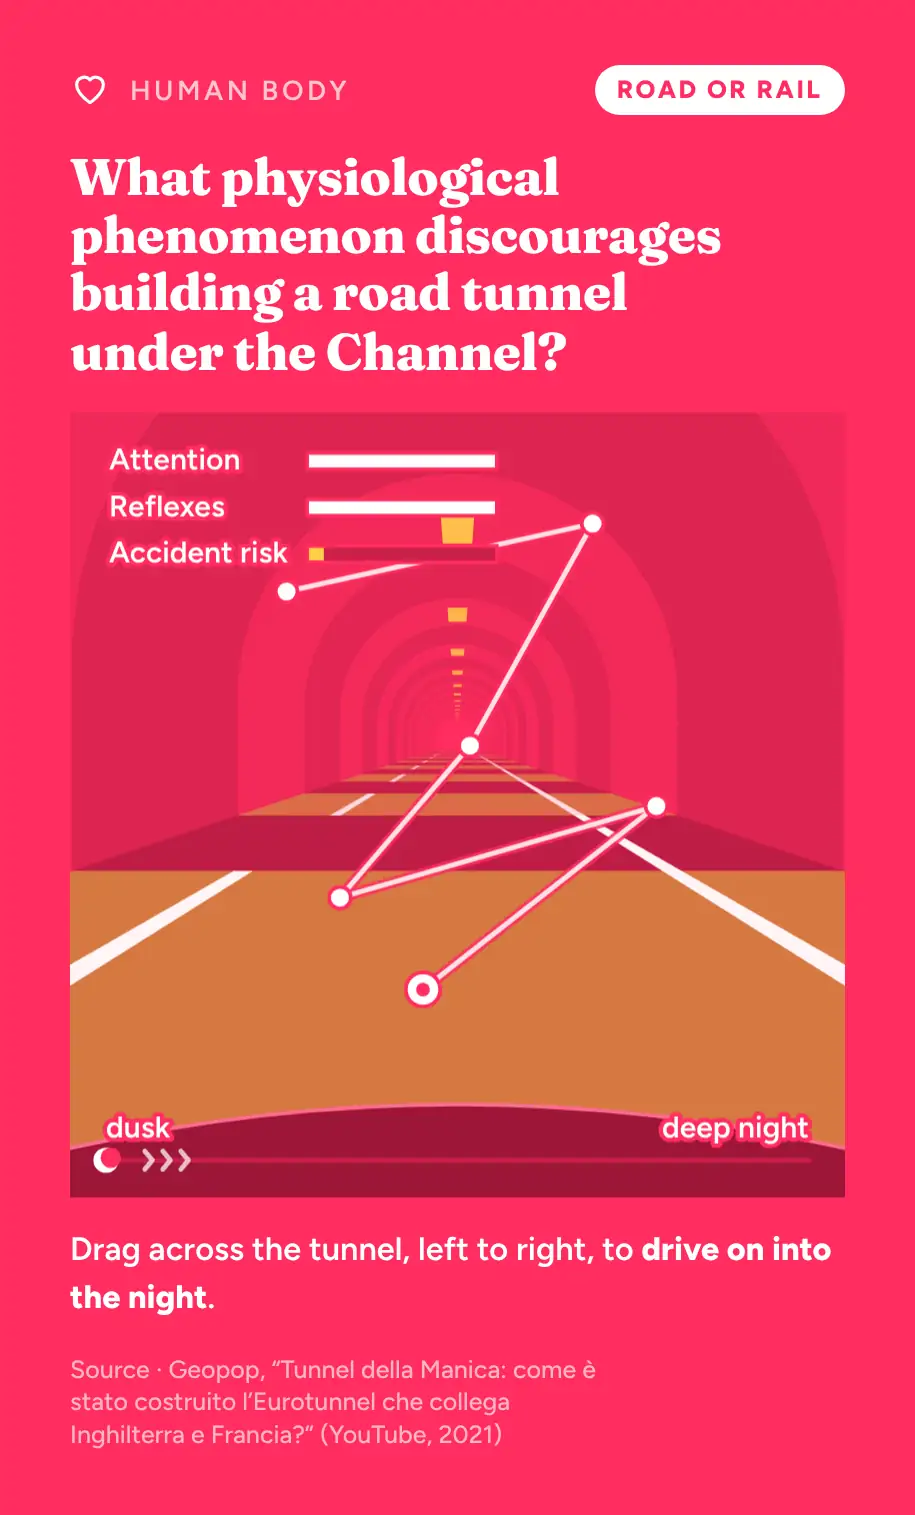 HUMAN BODY
ROAD OR RAIL
What physiological
phenomenon discourages
building a road tunnel
under the Channel?
Attention
Reflexes
Accident risk
dusk
deep night
Drag across the tunnel, left to right, to drive on into
the night.
Source · Geopop, “Tunnel della Manica: come è
stato costruito l’Eurotunnel che collega
Inghilterra e Francia?” (YouTube, 2021)